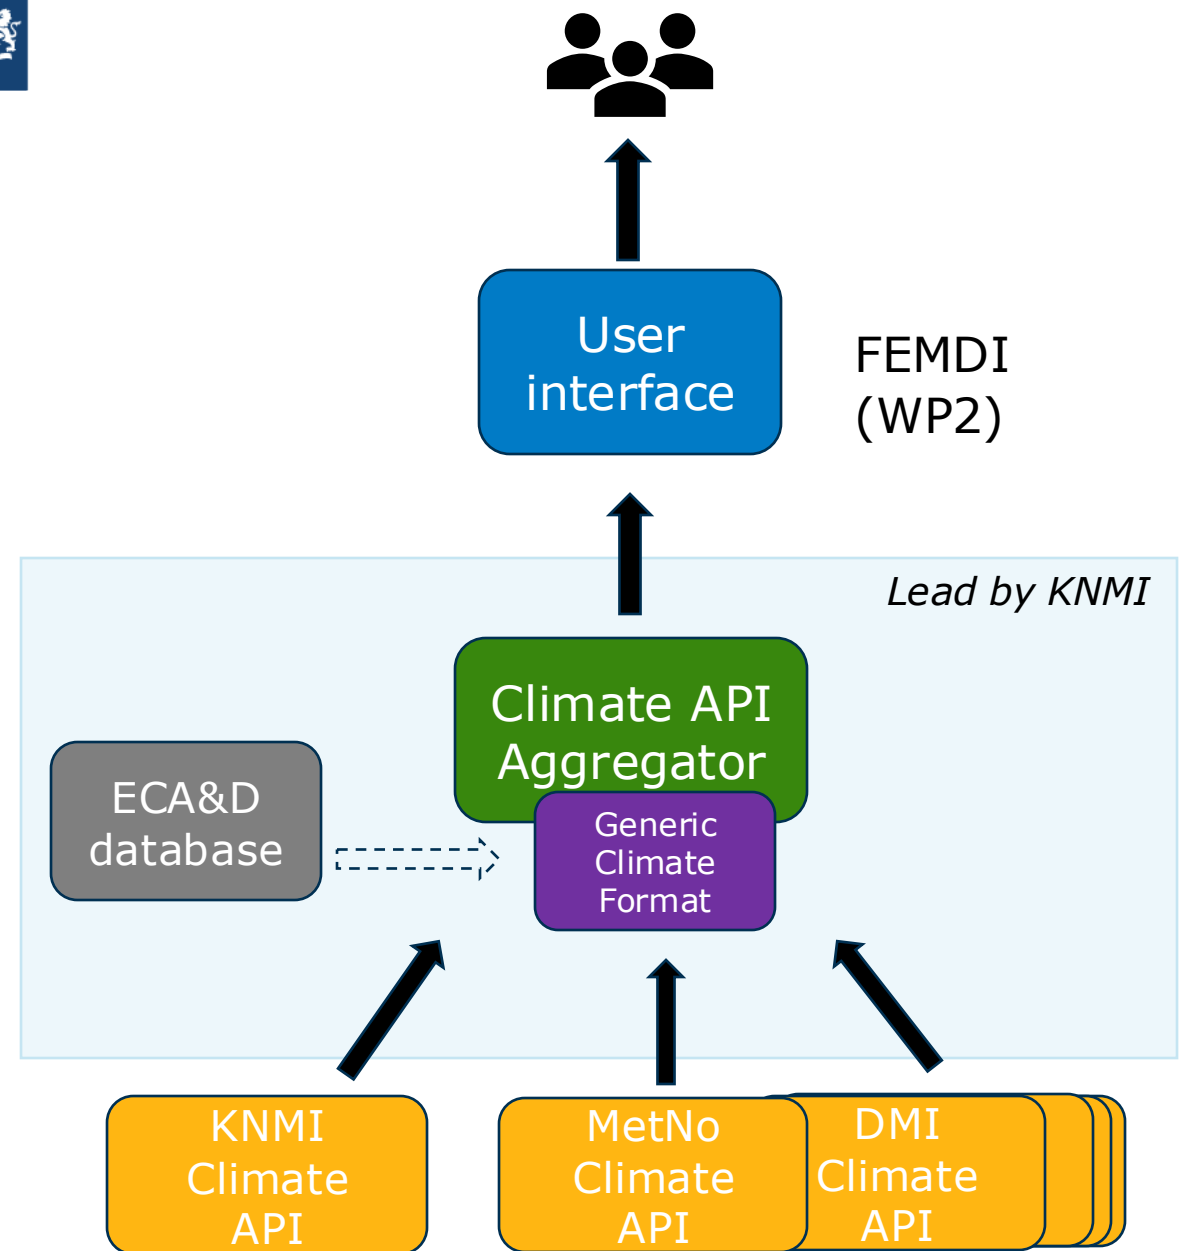 User
interface
FEMDI
(WP2)
Lead by KNMI
Climate API
Aggregator
ECA&D
database
Generic
Climate
Format
KNMI
Climate
API
MetNo
Climate
API
DMI
Climate
API